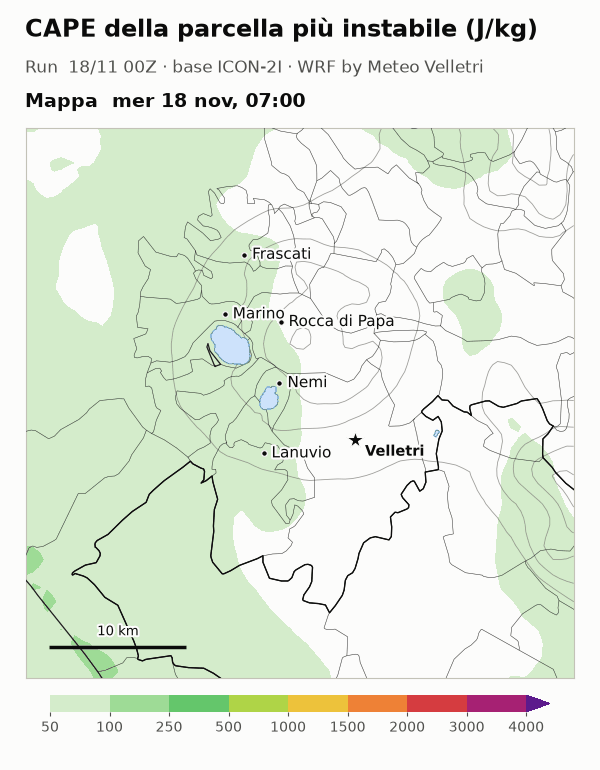 CAPE della parcella più instabile (J/kg)
Run  18/11 00Z · base ICON-2I · WRF by Meteo Velletri
Mappa  mer 18 nov, 07:00
Frascati
Marino
Rocca di Papa
Nemi
Velletri
Lanuvio
10 km
50 100 250 500 1000 1500 2000 3000 4000